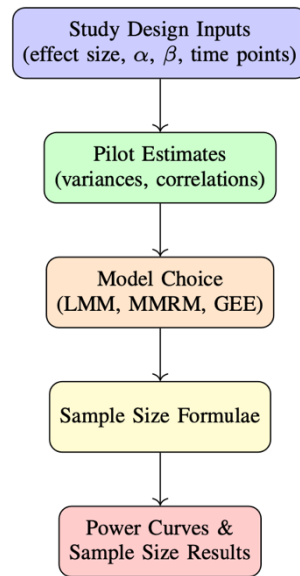 Study Design Inputs
(effect size, α, β, time points)
Pilot Estimates
(variances, correlations)
Model Choice
(LMM, MMRM, GEE)
Sample Size Formulae
Power Curves &
Sample Size Results